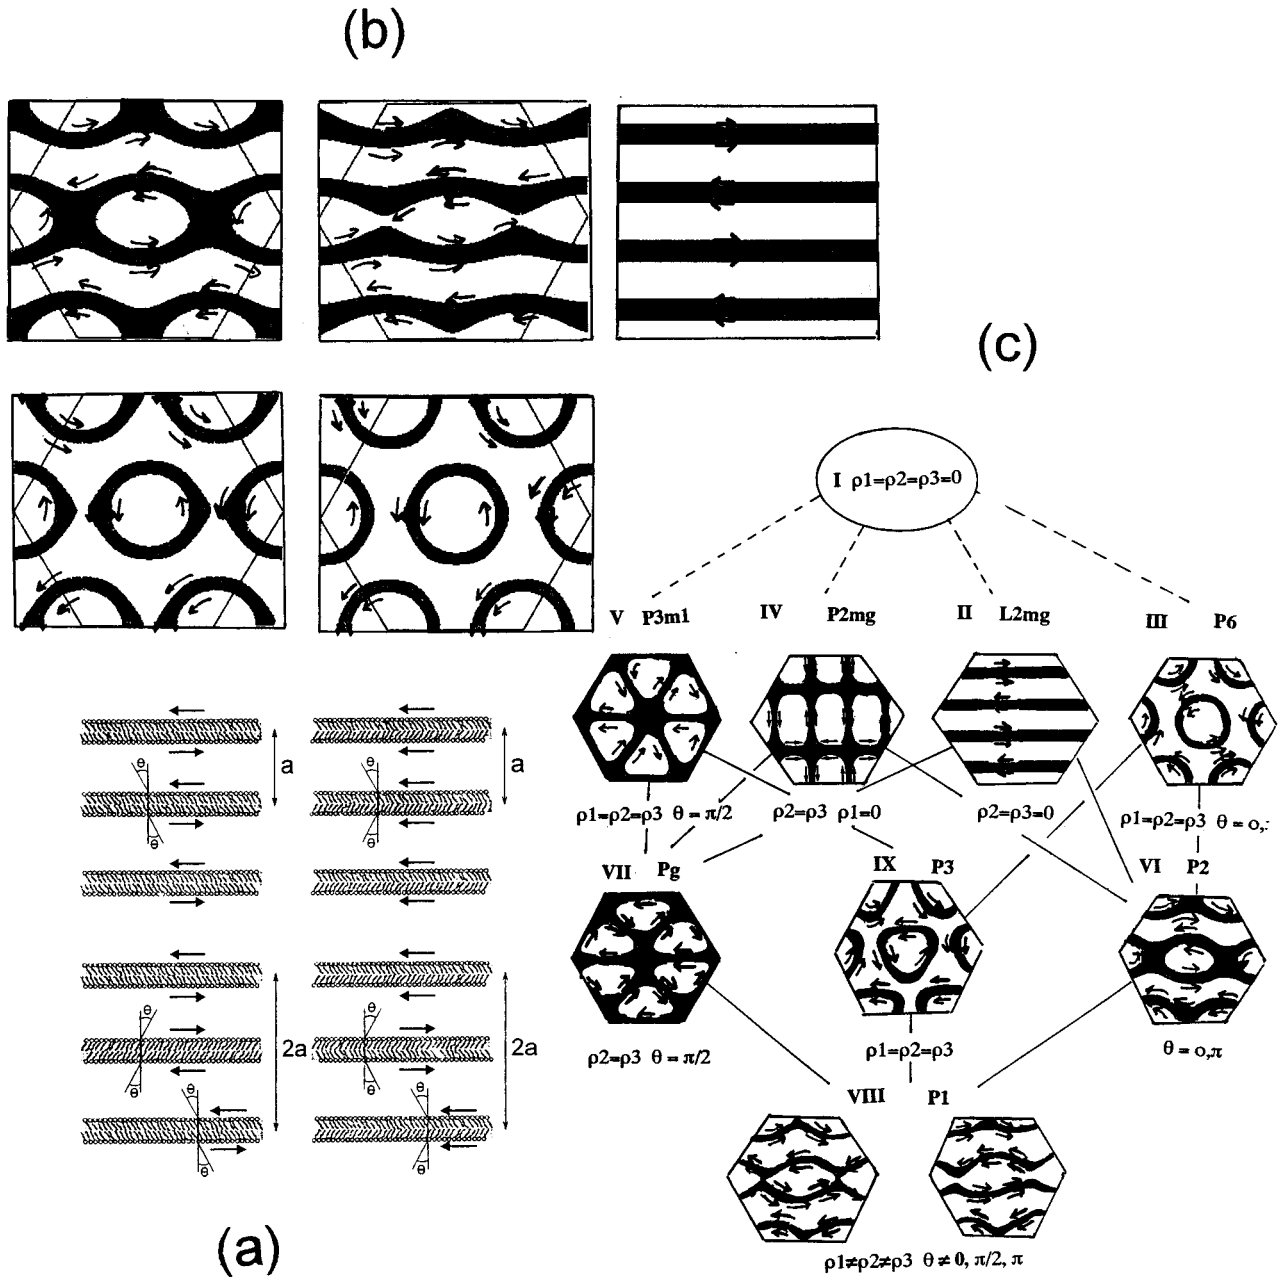 (b)
(c)
I ρ1=ρ2=ρ3=0
V P3m1
IV P2mg
II L2mg
III P6
ρ1=ρ2=ρ3 θ = π/2
ρ2=ρ3 ρ1=0
ρ2=ρ3=0
ρ1=ρ2=ρ3 θ = 0,
VII Pg
IX P3
VI P2
ρ2=ρ3 θ = π/2
ρ1=ρ2=ρ3
θ = 0,π
VIII P1
ρ1≠ρ2≠ρ3 θ ≠ 0, π/2, π
θ
a
θ
θ
a
θ
θ
2a
θ
θ
θ
θ
2a
θ
θ
θ
(a)